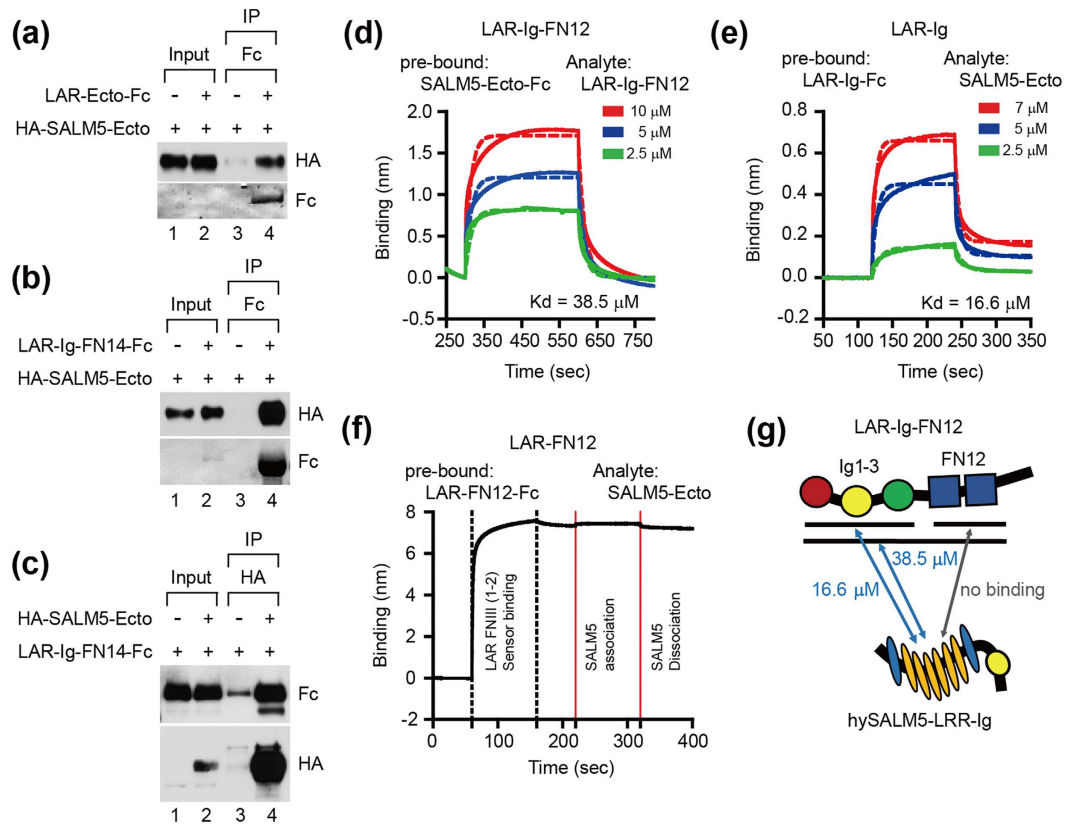 (a)
IP
Input Fc
LAR-Ecto-Fc - + - +
HA-SALM5-Ecto + + + +
HA
Fc
1 2 3 4
(b)
IP
Input Fc
LAR-Ig-FN14-Fc - + - +
HA-SALM5-Ecto + + + +
HA
Fc
1 2 3 4
(c)
IP
Input HA
HA-SALM5-Ecto - + - +
LAR-Ig-FN14-Fc + + + +
Fc
HA
1 2 3 4
(d)
LAR-Ig-FN12
pre-bound: Analyte:
SALM5-Ecto-Fc LAR-Ig-FN12
10 µM
5 µM
2.5 µM
Binding (nm)
2.0
1.5
1.0
0.5
0.0
-0.5
Kd = 38.5 µM
250 350 450 550 650 750
Time (sec)
(e)
LAR-Ig
pre-bound: Analyte:
LAR-Ig-Fc SALM5-Ecto
7 µM
5 µM
2.5 µM
Binding (nm)
0.8
0.6
0.4
0.2
0.0
-0.2
Kd = 16.6 µM
50 100 150 200 250 300 350
Time (sec)
(f)
LAR-FN12
pre-bound: Analyte:
LAR-FN12-Fc SALM5-Ecto
Binding (nm)
10
8
6
4
2
0
-2
LAR FNIII (1-2)
Sensor binding
SALM5
association
SALM5
Dissociation
0 100 200 300 400
Time (sec)
(g)
LAR-Ig-FN12
Ig1-3 FN12
38.5 µM
16.6 µM
no binding
hySALM5-LRR-Ig